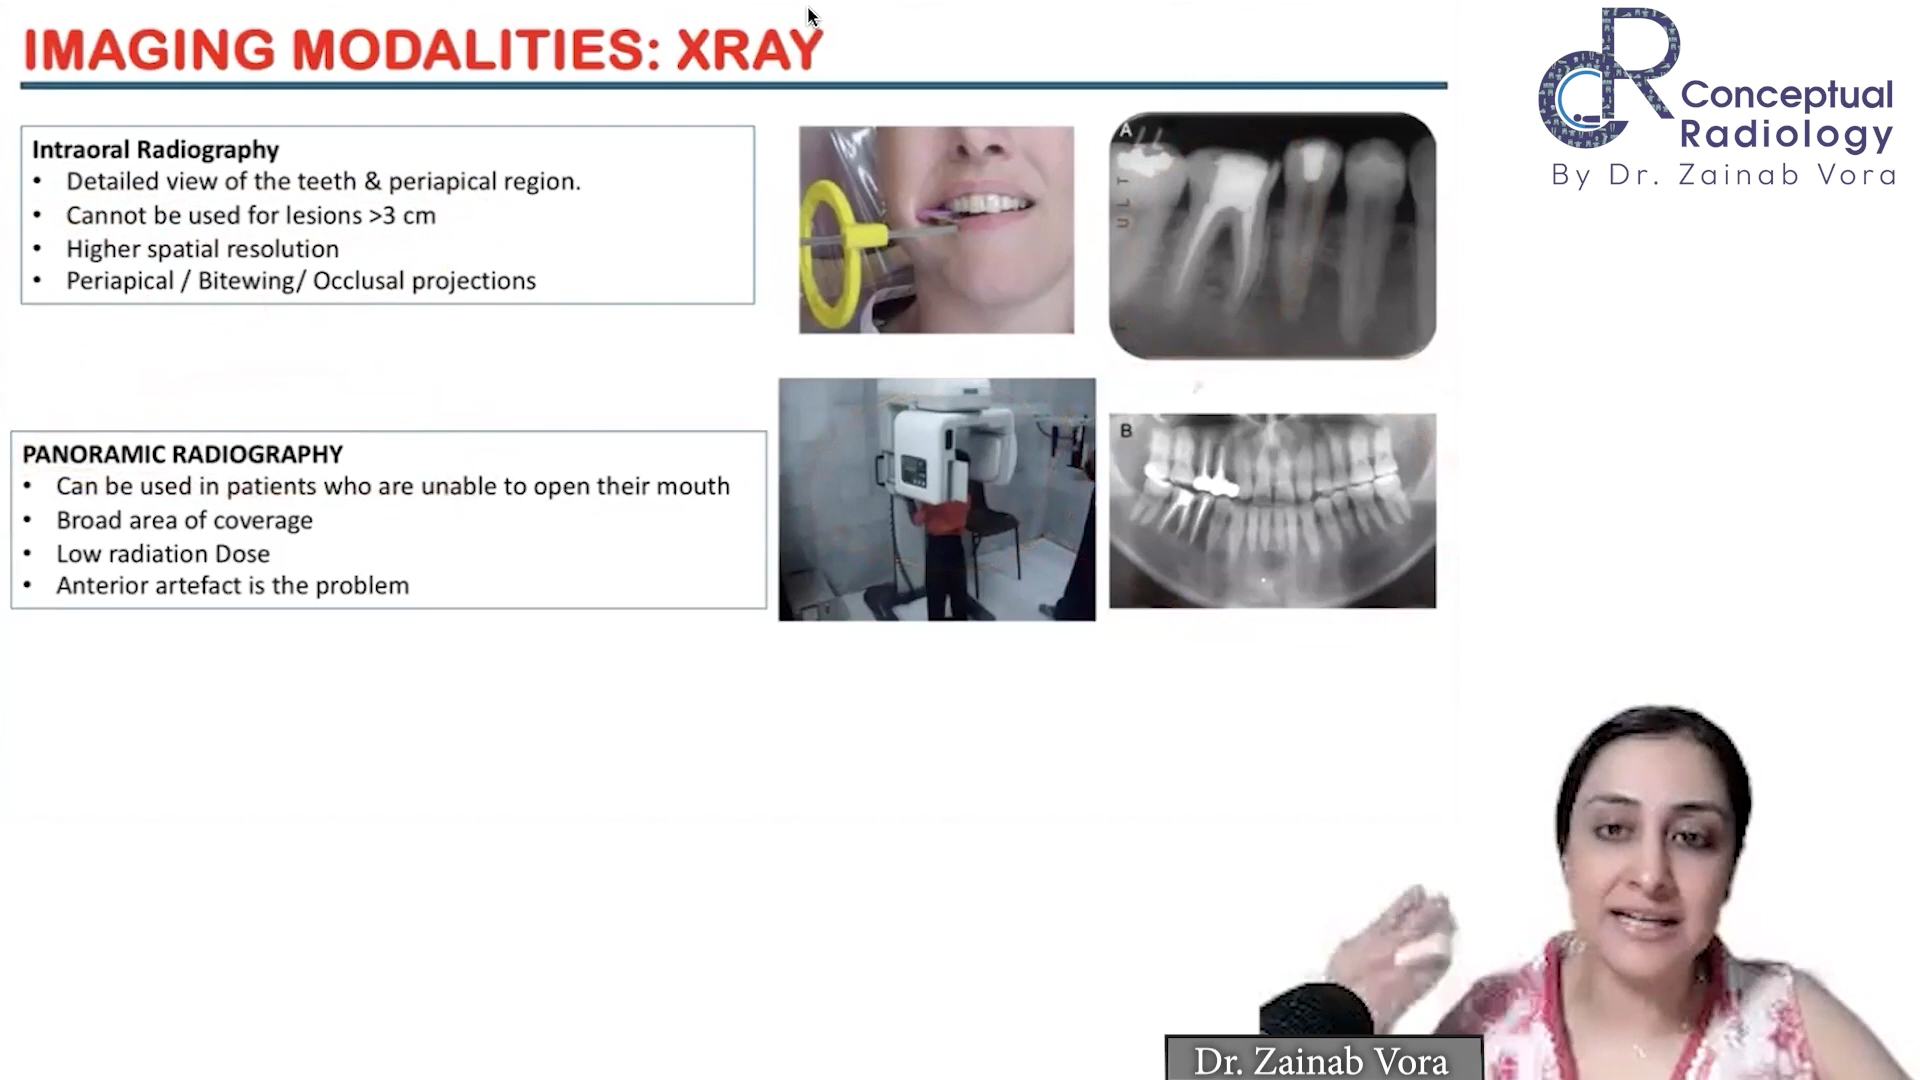 IMAGING MODALITIES: XRAY
Conceptual
Radiology
By Dr. Zainab Vora
Intraoral Radiography
• Detailed view of the teeth & periapical region.
• Cannot be used for lesions >3 cm
• Higher spatial resolution
• Periapical / Bitewing/ Occlusal projections
A
PANORAMIC RADIOGRAPHY
• Can be used in patients who are unable to open their mouth
• Broad area of coverage
• Low radiation Dose
• Anterior artefact is the problem
B
Dr. Zainab Vora